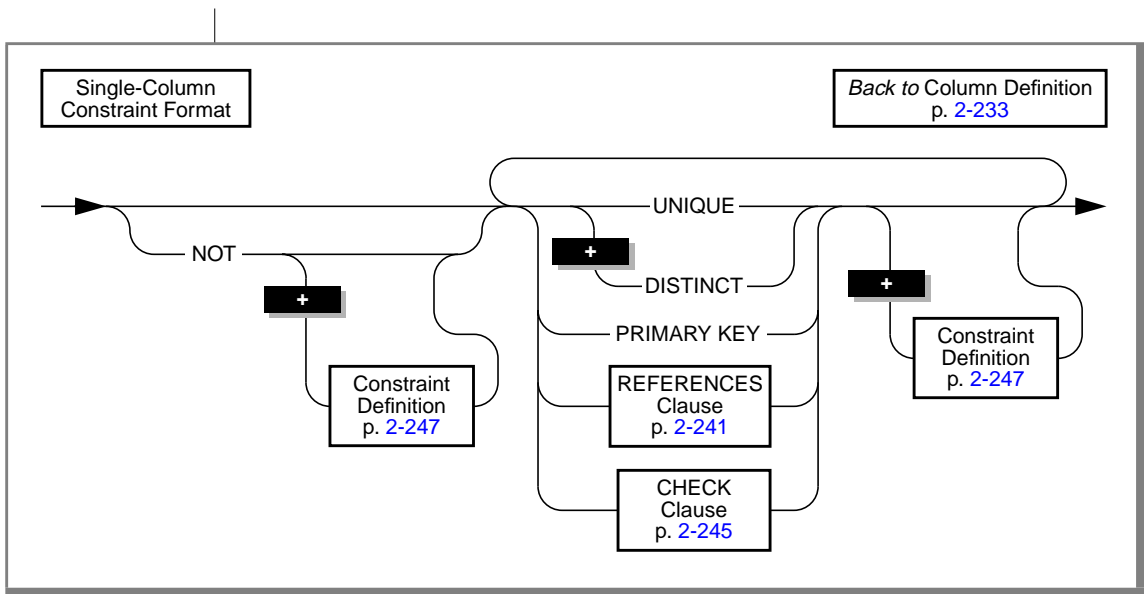 Single-Column
Constraint Format
Back to Column Definition
p. 2-233
UNIQUE
NOT
+
DISTINCT
+
+
PRIMARY KEY
Constraint
Definition
p. 2-247
REFERENCES
Clause
p. 2-241
Constraint
Definition
p. 2-247
CHECK
Clause
p. 2-245